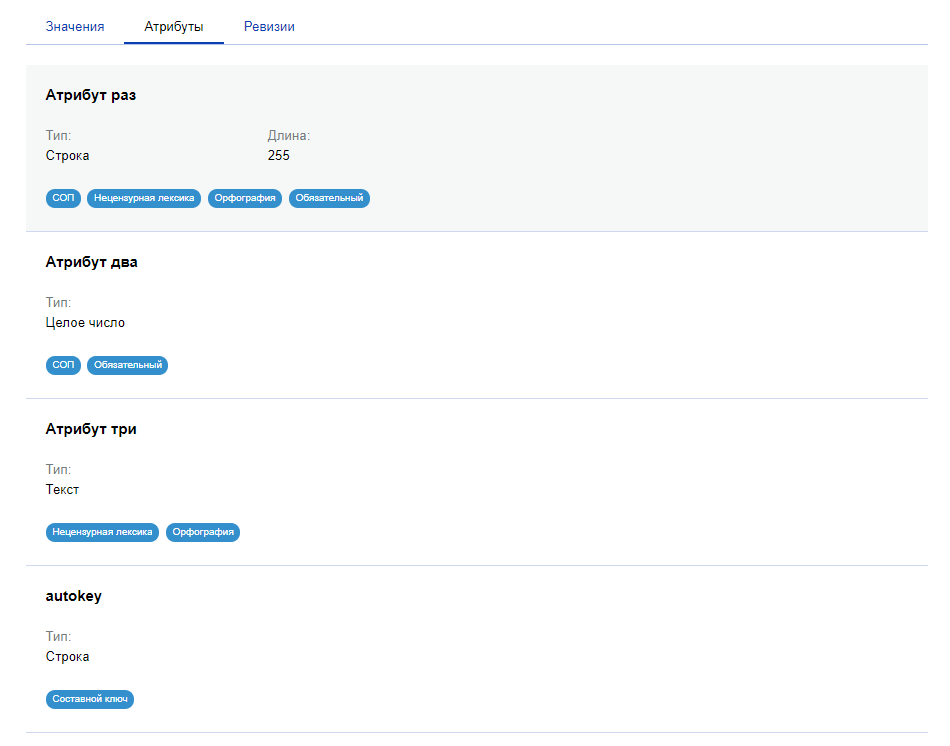 Значения Атрибуты Ревизии
Атрибут раз
Тип: Длина:
Строка 255
СОП Нецензурная лексика Орфография Обязательный
Атрибут два
Тип:
Целое число
СОП Обязательный
Атрибут три
Тип:
Текст
Нецензурная лексика Орфография
autokey
Тип:
Строка
Составной ключ